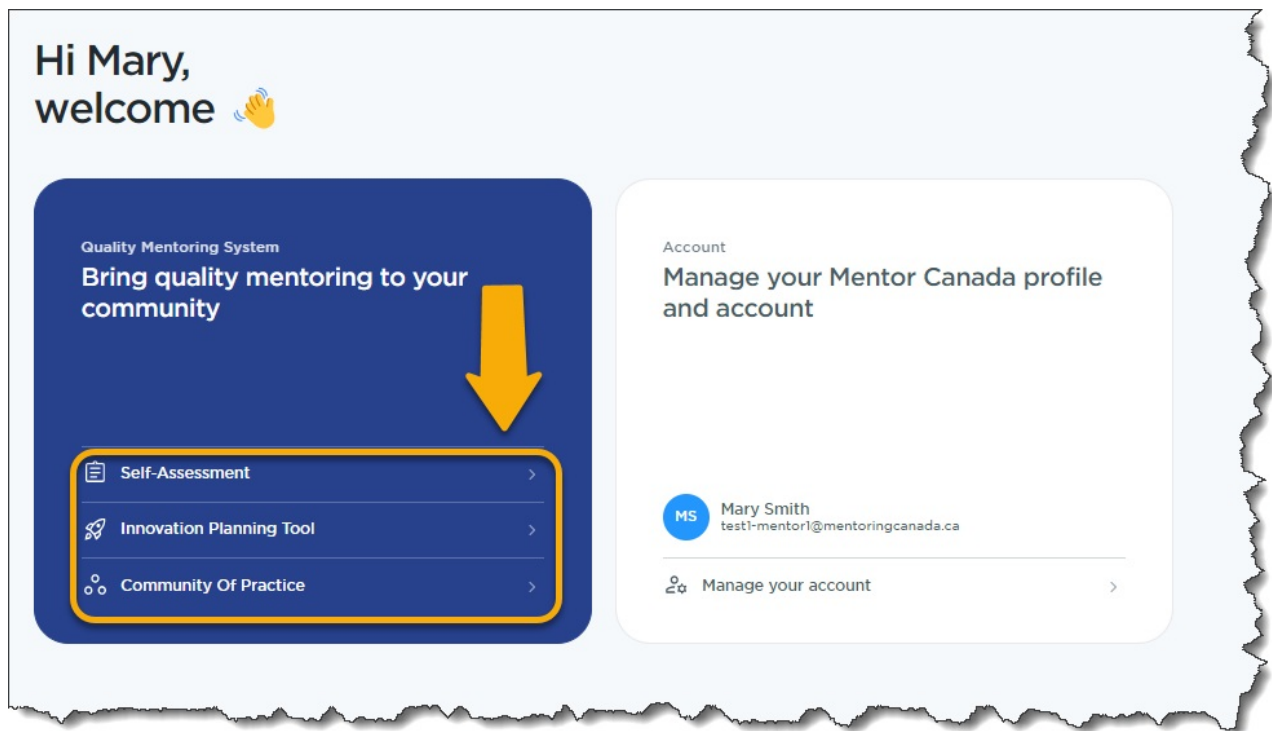 Hi Mary,
welcome 👋
Quality Mentoring System
Bring quality mentoring to your
community
Self-Assessment
Innovation Planning Tool
Community Of Practice
Account
Manage your Mentor Canada profile
and account
MS
Mary Smith
test1-mentor1@mentoringcanada.ca
Manage your account